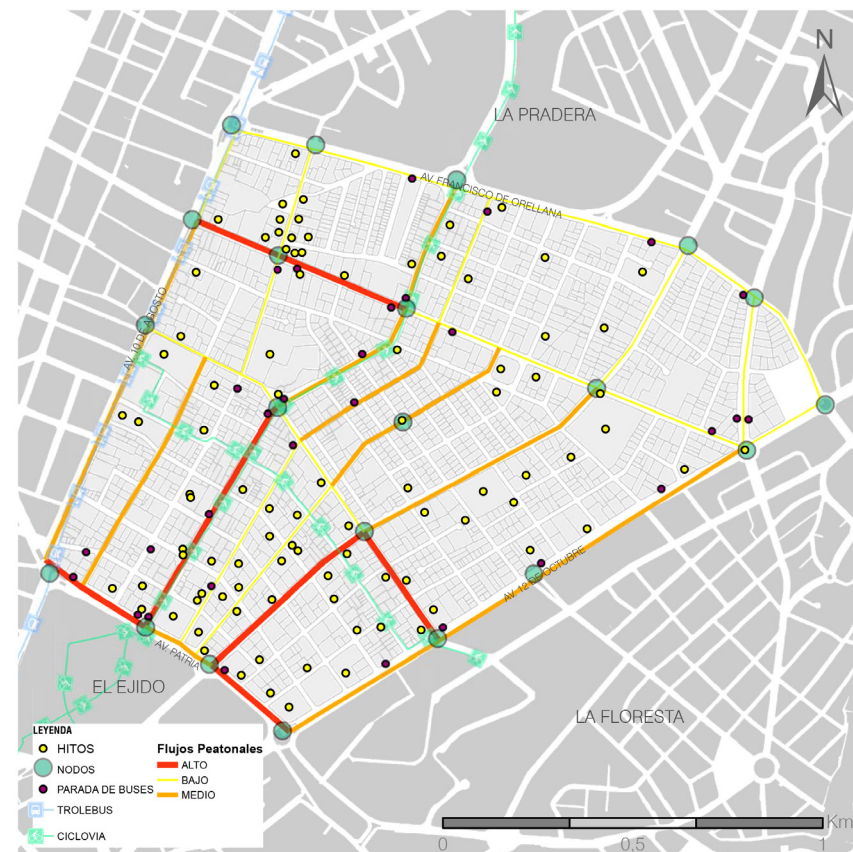 N
LA PRADERA
AV. FRANCISCO DE ORELLANA
AV. 10 DE AGOSTO
AV. 12 DE OCTUBRE
AV. PATRIA
EL EJIDO
LA FLORESTA
LEYENDA
HITOS
NODOS
PARADA DE BUSES
TROLEBUS
CICLOVIA
Flujos Peatonales
ALTO
BAJO
MEDIO
Km
0
0,5
1